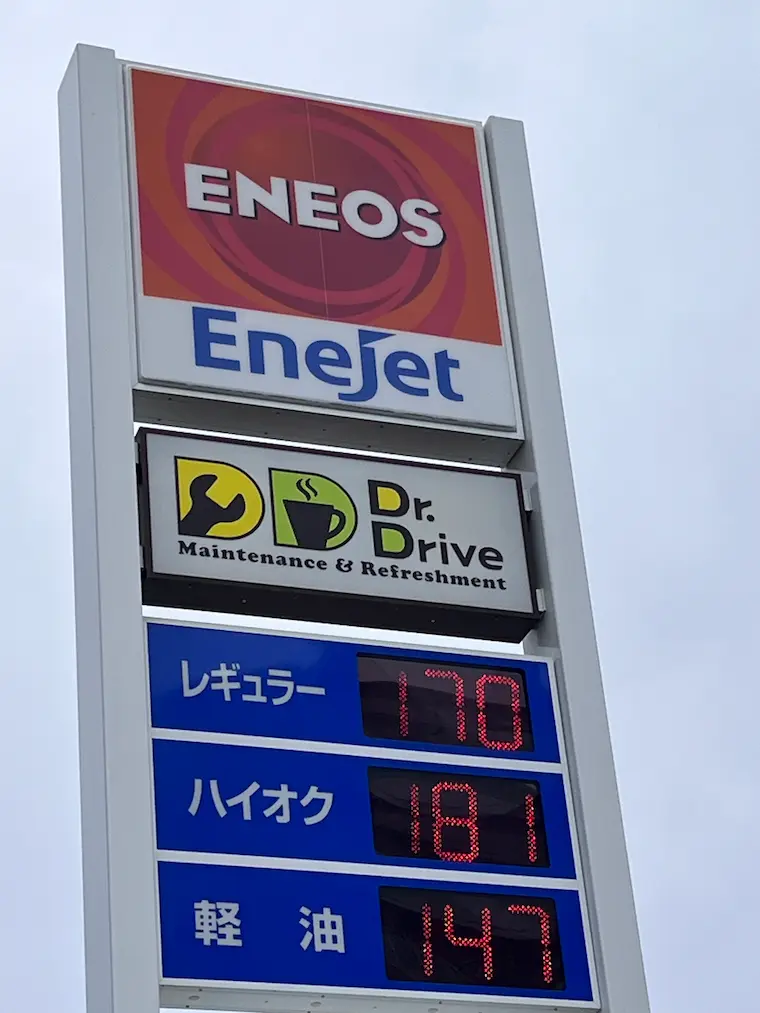 ENEOS
EneJet
Dr.
Drive
Maintenance & Refreshment
レギュラー 170
ハイオク 181
軽油 147